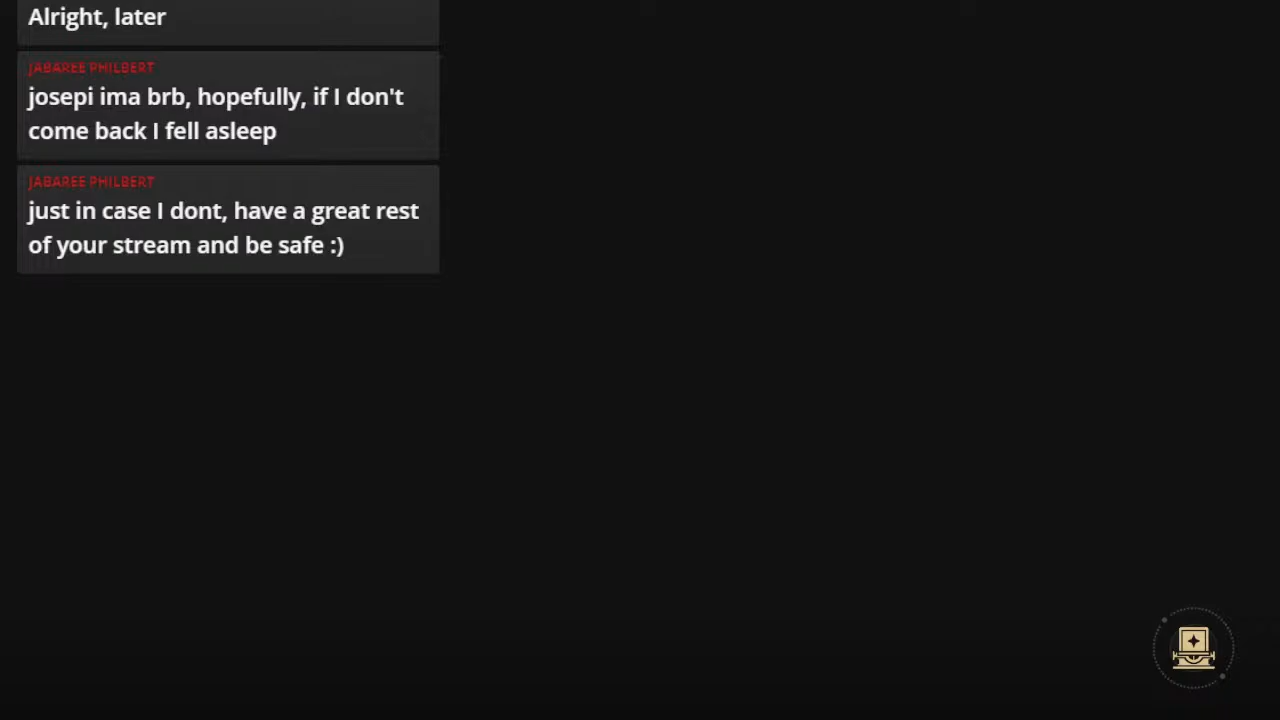 Alright, later
JABAREE PHILBERT
josepi ima brb, hopefully, if I don't
come back I fell asleep
JABAREE PHILBERT
just in case I dont, have a great rest
of your stream and be safe :)